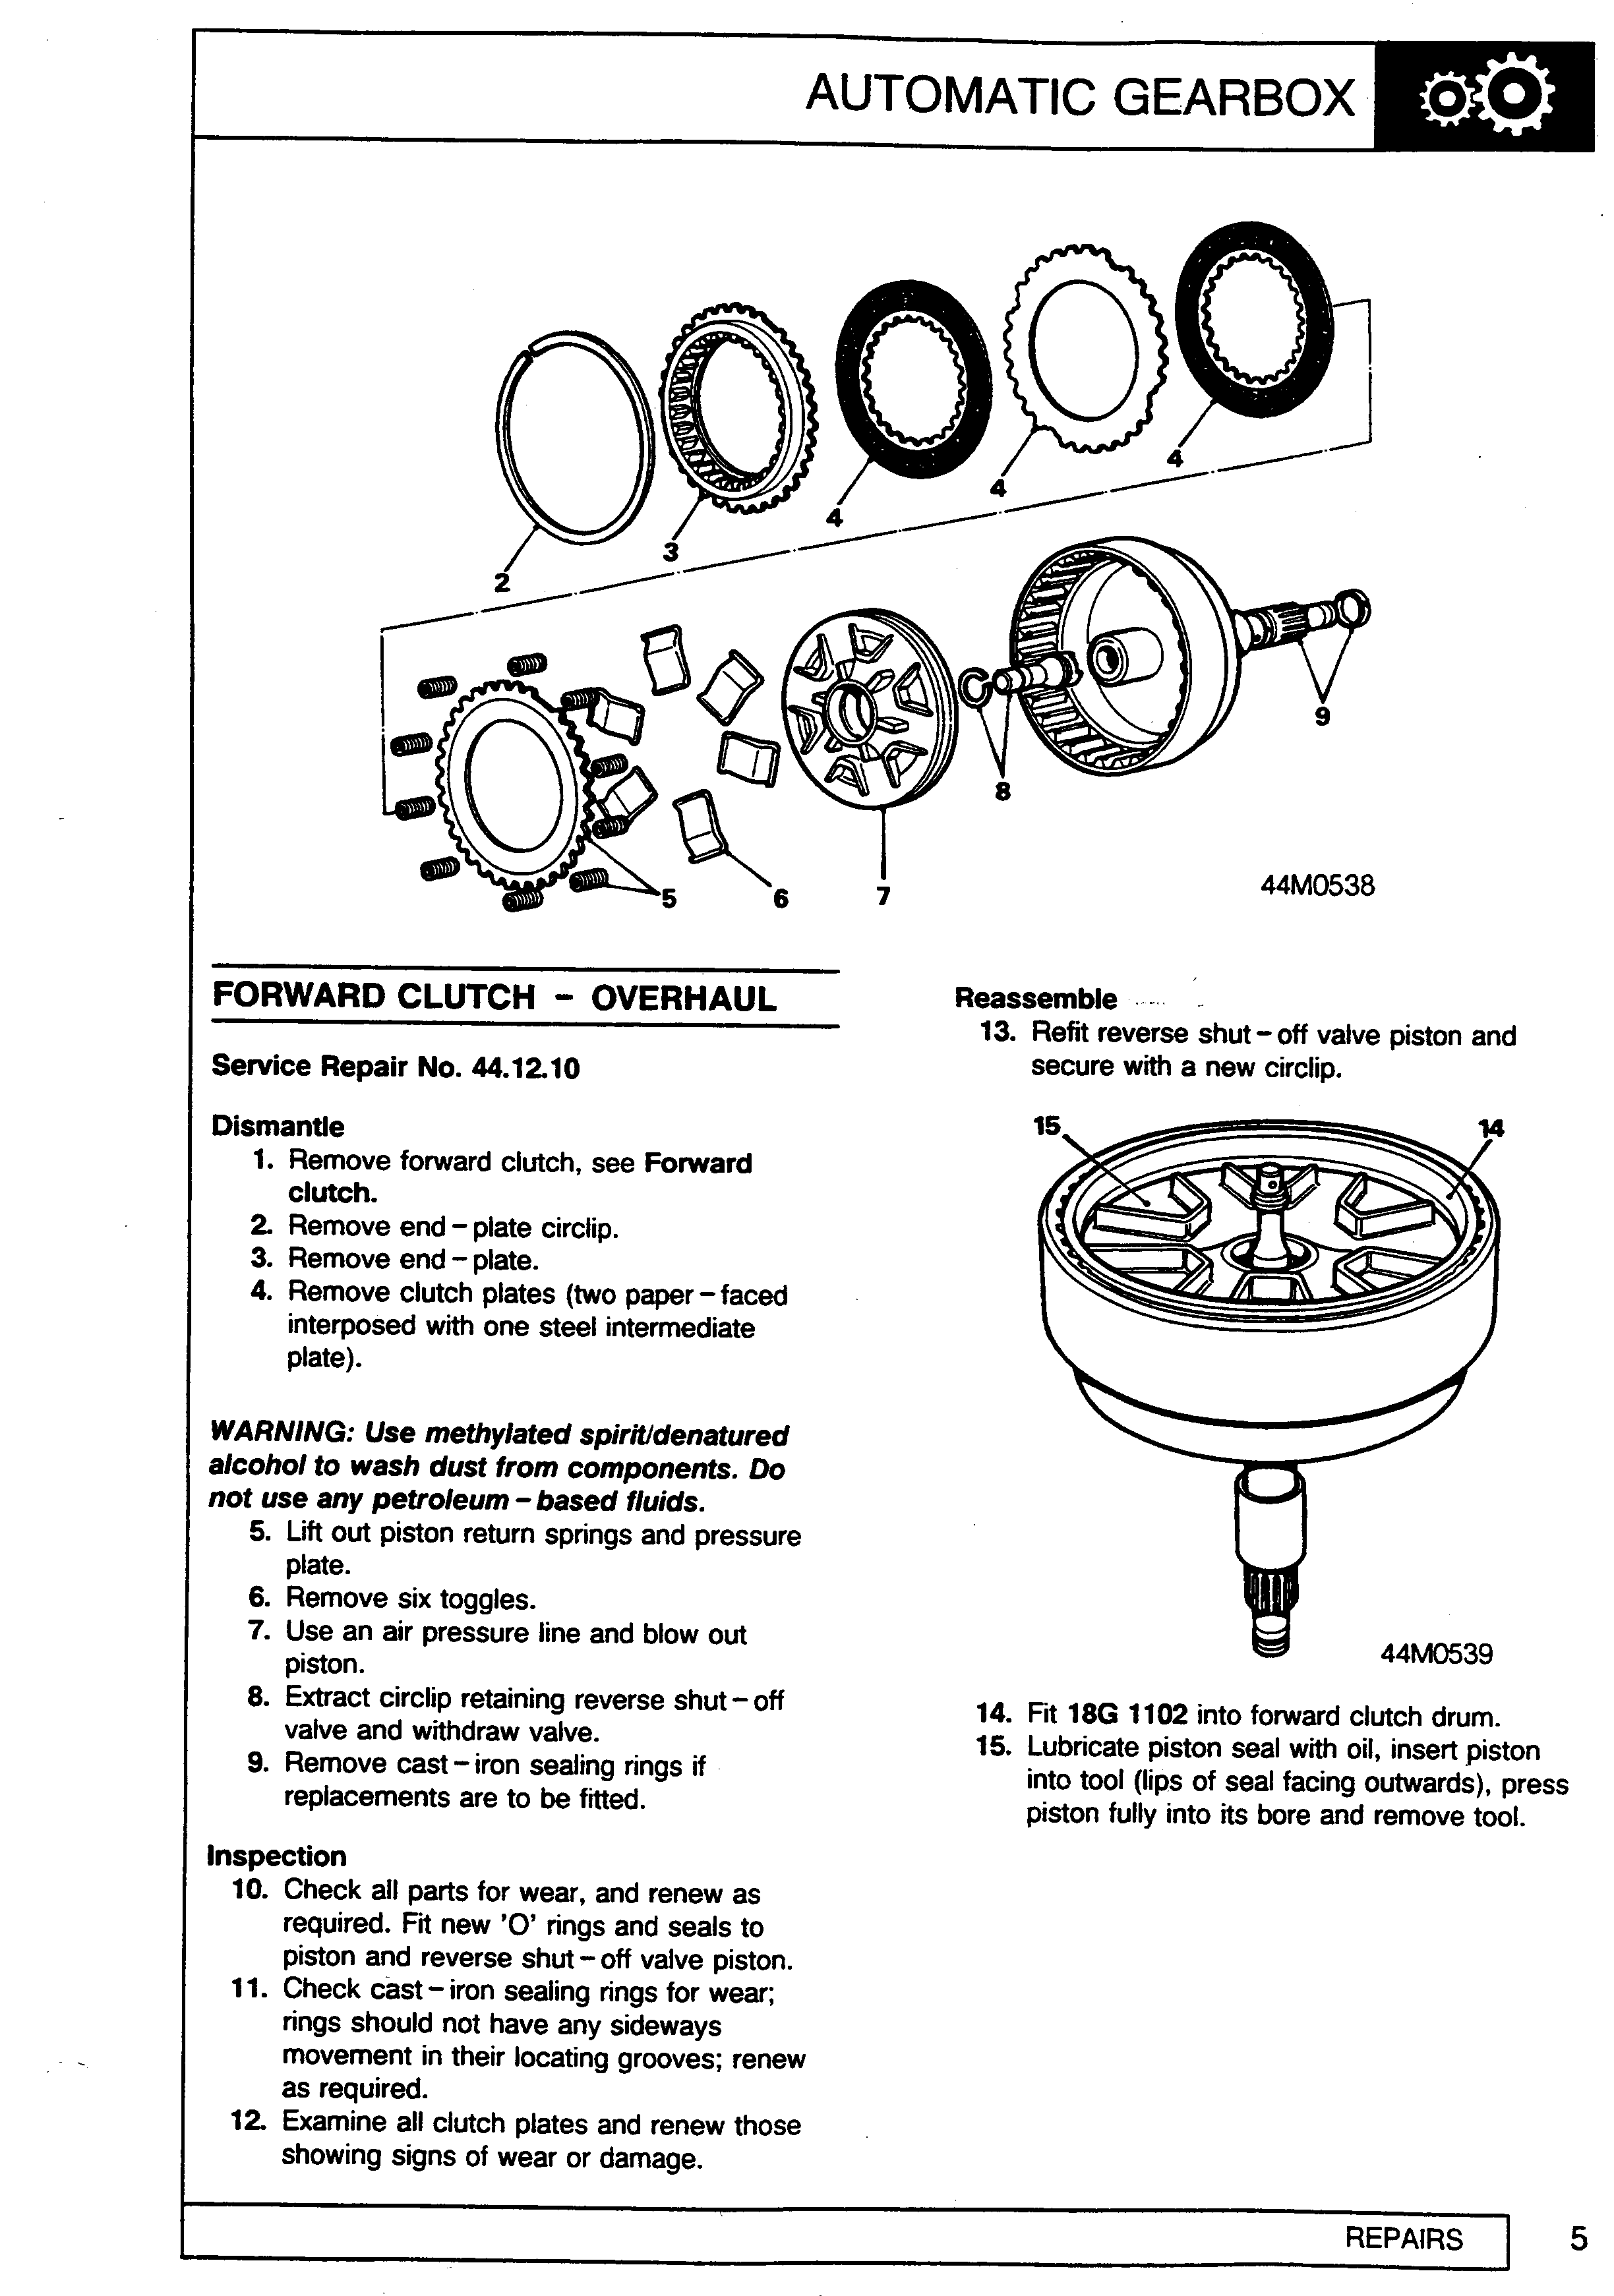 AUTOMATIC GEARBOX
2
3
4
4
4
5
6
7
8
9
44M0538
FORWARD CLUTCH - OVERHAUL
Service Repair No. 44.12.10
Dismantle
1. Remove forward clutch, see Forward
clutch.
2. Remove end-plate circlip.
3. Remove end-plate.
4. Remove clutch plates (two paper-faced
interposed with one steel intermediate
plate).
WARNING: Use methylated spirit/denatured
alcohol to wash dust from components. Do
not use any petroleum-based fluids.
5. Lift out piston return springs and pressure
plate.
6. Remove six toggles.
7. Use an air pressure line and blow out
piston.
8. Extract circlip retaining reverse shut-off
valve and withdraw valve.
9. Remove cast-iron sealing rings if
replacements are to be fitted.
Inspection
10. Check all parts for wear, and renew as
required. Fit new 'O' rings and seals to
piston and reverse shut-off valve piston.
11. Check cast-iron sealing rings for wear;
rings should not have any sideways
movement in their locating grooves; renew
as required.
12. Examine all clutch plates and renew those
showing signs of wear or damage.
Reassemble
13. Refit reverse shut-off valve piston and
secure with a new circlip.
15
14
44M0539
14. Fit 18G 1102 into forward clutch drum.
15. Lubricate piston seal with oil, insert piston
into tool (lips of seal facing outwards), press
piston fully into its bore and remove tool.
REPAIRS
5